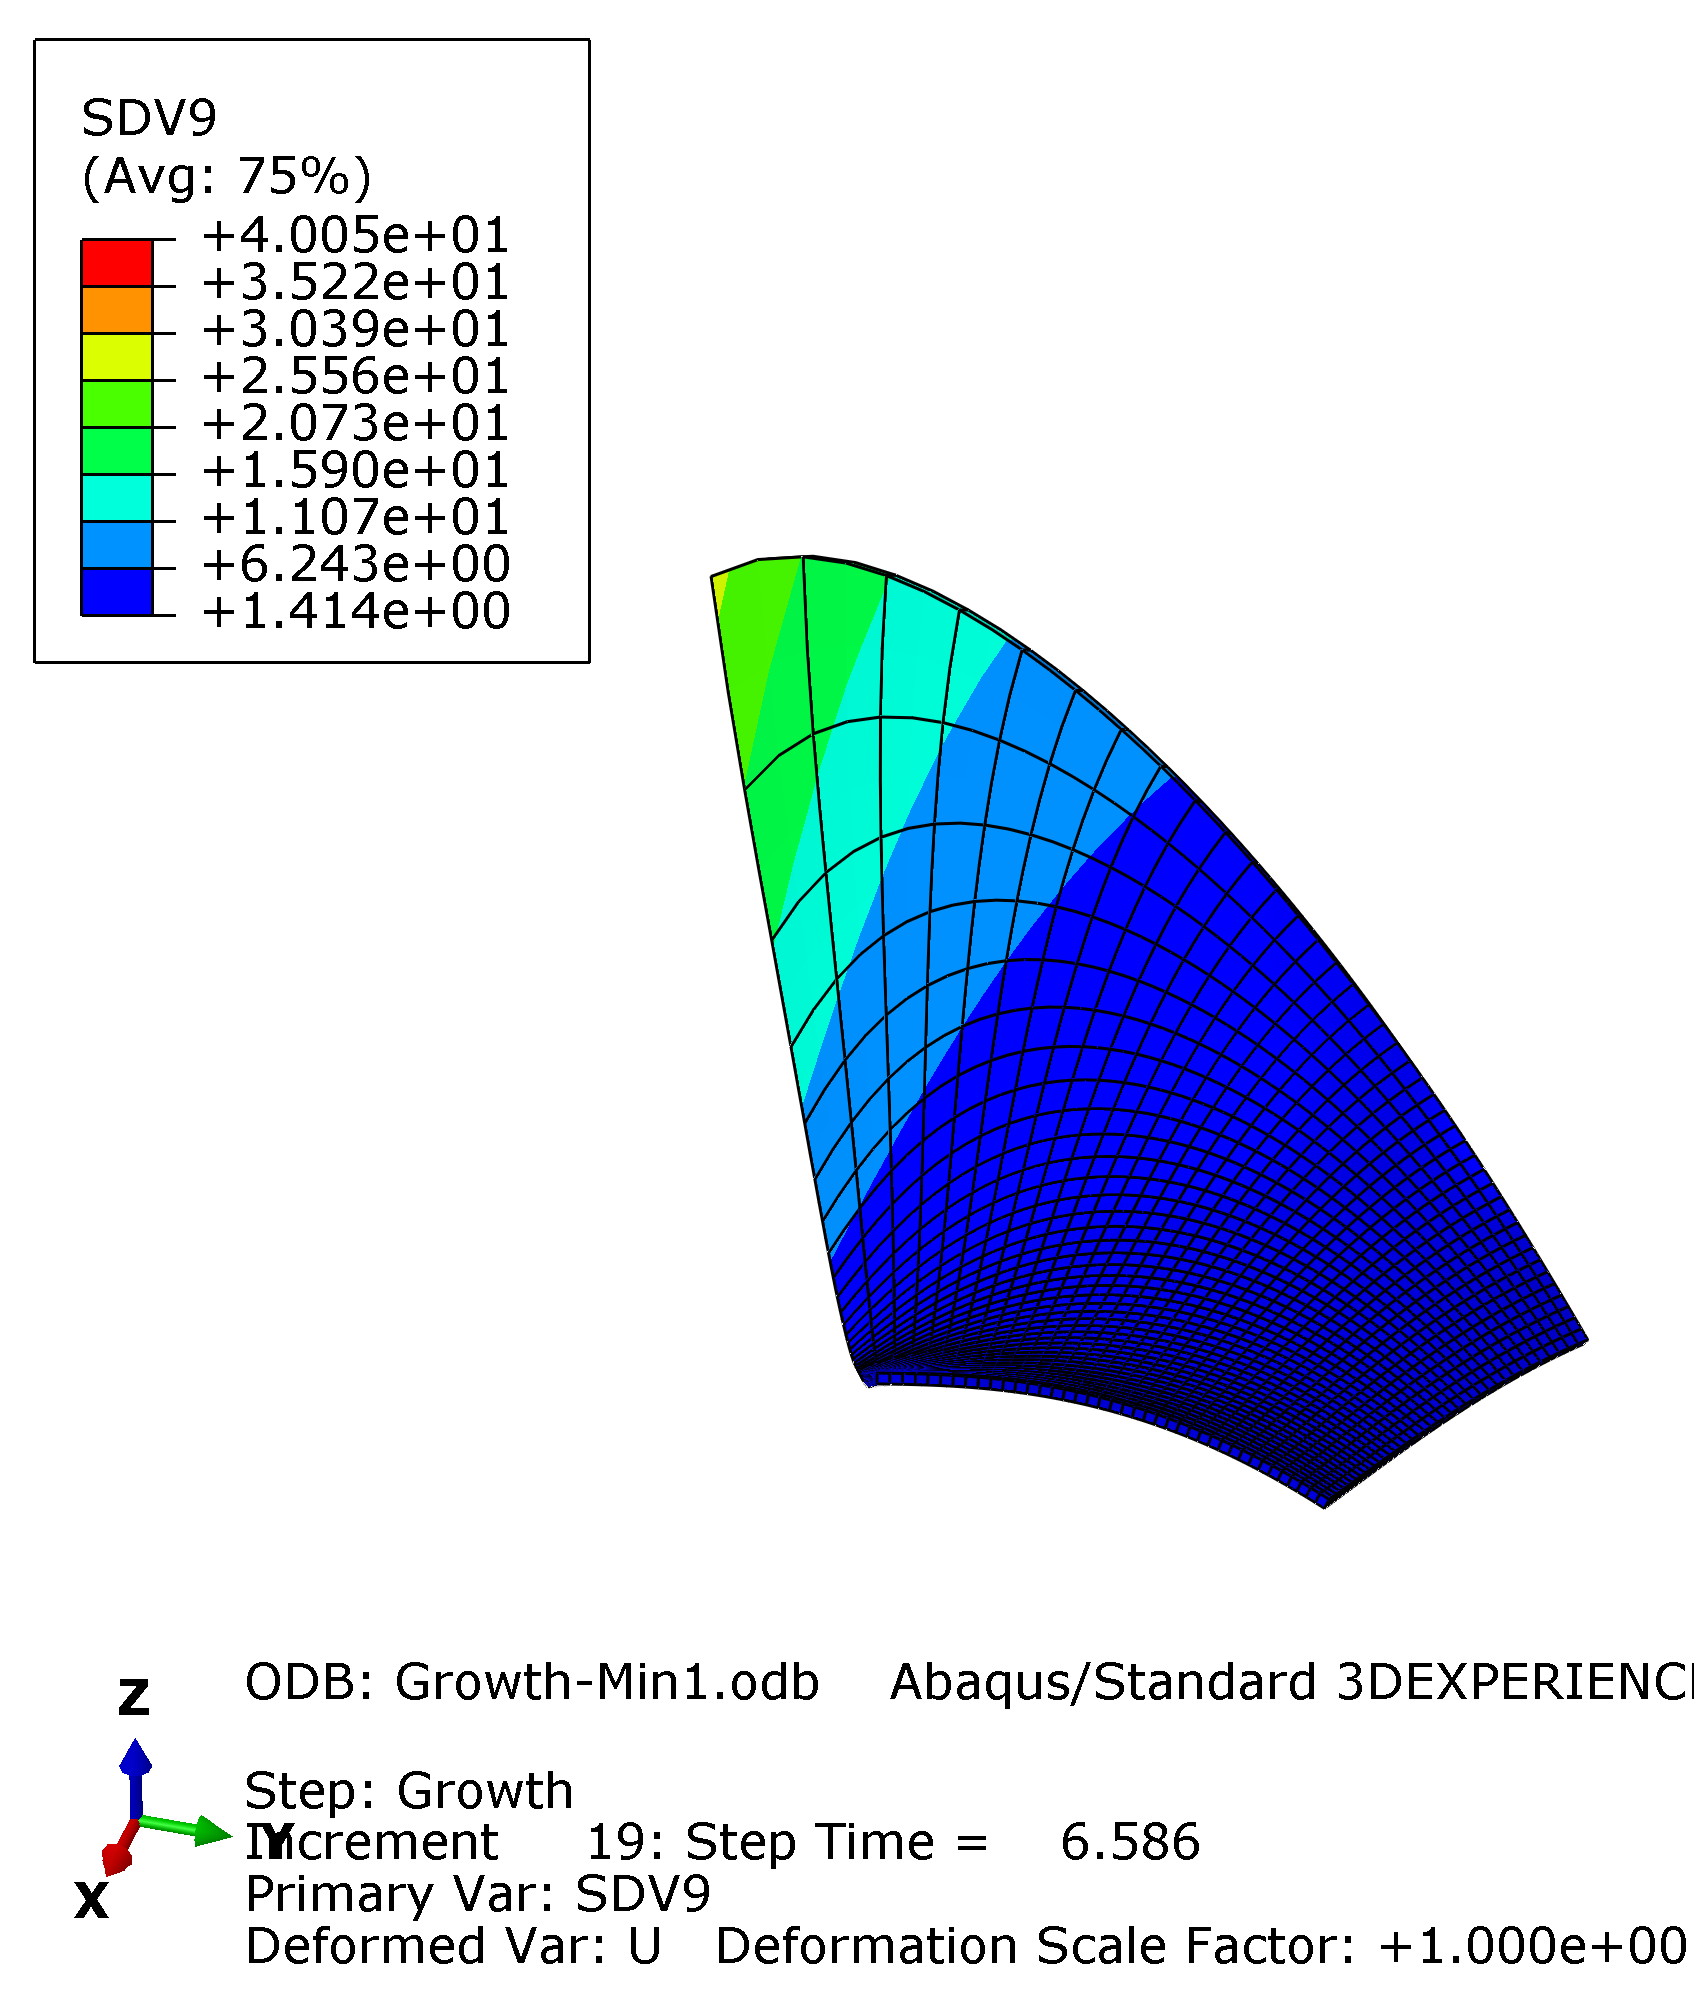 SDV9
(Avg: 75%)
+4.005e+01
+3.522e+01
+3.039e+01
+2.556e+01
+2.073e+01
+1.590e+01
+1.107e+01
+6.243e+00
+1.414e+00
ODB: Growth-Min1.odb    Abaqus/Standard 3DEXPERIENC
Z
Y
X
Step: Growth
Increment    19: Step Time =    6.586
Primary Var: SDV9
Deformed Var: U   Deformation Scale Factor: +1.000e+00